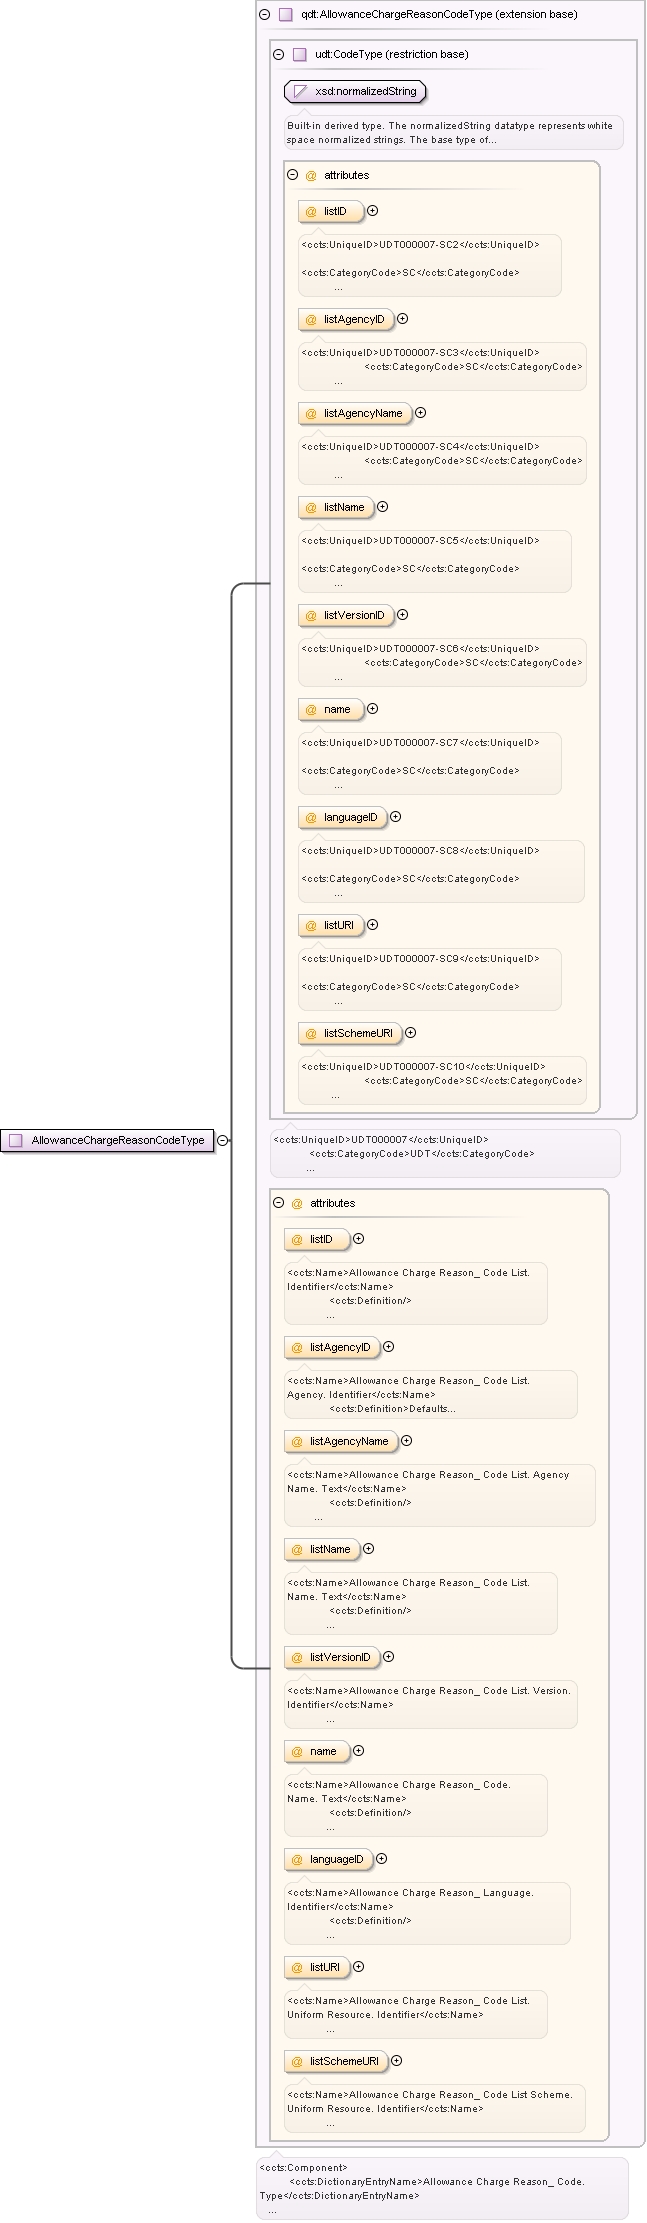 qdt:AllowanceChargeReasonCodeType (extension base)
udt:CodeType (restriction base)
xsd:normalizedString
Built-in derived type. The normalizedString datatype represents white
space normalized strings. The base type of...
@ attributes
@ listID
<ccts:UniqueID>UDT000007-SC2</ccts:UniqueID>
<ccts:CategoryCode>SC</ccts:CategoryCode>
...
@ listAgencyID
<ccts:UniqueID>UDT000007-SC3</ccts:UniqueID>
<ccts:CategoryCode>SC</ccts:CategoryCode>
...
@ listAgencyName
<ccts:UniqueID>UDT000007-SC4</ccts:UniqueID>
<ccts:CategoryCode>SC</ccts:CategoryCode>
...
@ listName
<ccts:UniqueID>UDT000007-SC5</ccts:UniqueID>
<ccts:CategoryCode>SC</ccts:CategoryCode>
...
@ listVersionID
<ccts:UniqueID>UDT000007-SC6</ccts:UniqueID>
<ccts:CategoryCode>SC</ccts:CategoryCode>
...
@ name
<ccts:UniqueID>UDT000007-SC7</ccts:UniqueID>
<ccts:CategoryCode>SC</ccts:CategoryCode>
...
@ languageID
<ccts:UniqueID>UDT000007-SC8</ccts:UniqueID>
<ccts:CategoryCode>SC</ccts:CategoryCode>
...
@ listURI
<ccts:UniqueID>UDT000007-SC9</ccts:UniqueID>
<ccts:CategoryCode>SC</ccts:CategoryCode>
...
@ listSchemeURI
<ccts:UniqueID>UDT000007-SC10</ccts:UniqueID>
<ccts:CategoryCode>SC</ccts:CategoryCode>
...
AllowanceChargeReasonCodeType
<ccts:UniqueID>UDT000007</ccts:UniqueID>
<ccts:CategoryCode>UDT</ccts:CategoryCode>
...
@ attributes
@ listID
<ccts:Name>Allowance Charge Reason_ Code List.
Identifier</ccts:Name>
<ccts:Definition/>
...
@ listAgencyID
<ccts:Name>Allowance Charge Reason_ Code List.
Agency. Identifier</ccts:Name>
<ccts:Definition>Defaults...
@ listAgencyName
<ccts:Name>Allowance Charge Reason_ Code List. Agency
Name. Text</ccts:Name>
<ccts:Definition/>
...
@ listName
<ccts:Name>Allowance Charge Reason_ Code List.
Name. Text</ccts:Name>
<ccts:Definition/>
...
@ listVersionID
<ccts:Name>Allowance Charge Reason_ Code List. Version.
Identifier</ccts:Name>
...
@ name
<ccts:Name>Allowance Charge Reason_ Code.
Name. Text</ccts:Name>
<ccts:Definition/>
...
@ languageID
<ccts:Name>Allowance Charge Reason_ Language.
Identifier</ccts:Name>
<ccts:Definition/>
...
@ listURI
<ccts:Name>Allowance Charge Reason_ Code List.
Uniform Resource. Identifier</ccts:Name>
...
@ listSchemeURI
<ccts:Name>Allowance Charge Reason_ Code List Scheme.
Uniform Resource. Identifier</ccts:Name>
...
<ccts:Component>
<ccts:DictionaryEntryName>Allowance Charge Reason_ Code.
Type</ccts:DictionaryEntryName>
...